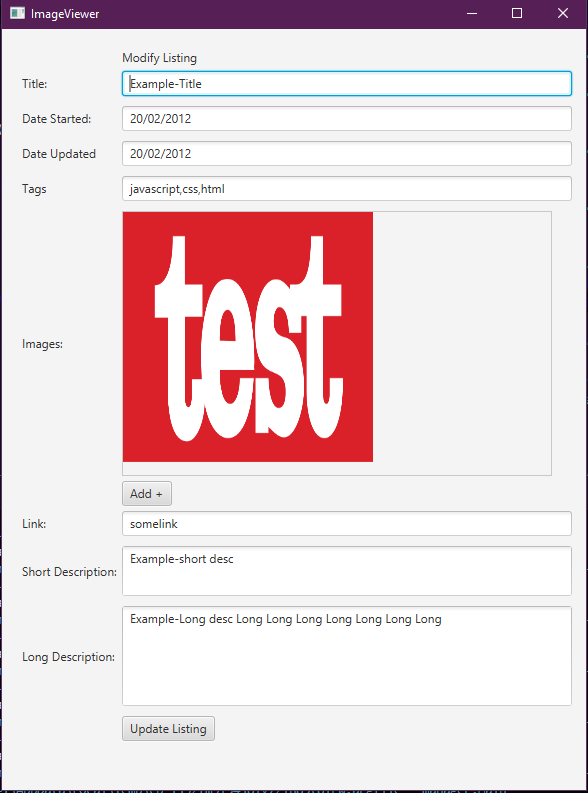 ImageViewer
Modify Listing
Title: Example-Title
Date Started: 20/02/2012
Date Updated 20/02/2012
Tags javascript,css,html
Images: test
Add +
Link: somelink
Short Description: Example-short desc
Long Description: Example-Long desc Long Long Long Long Long Long Long
Update Listing